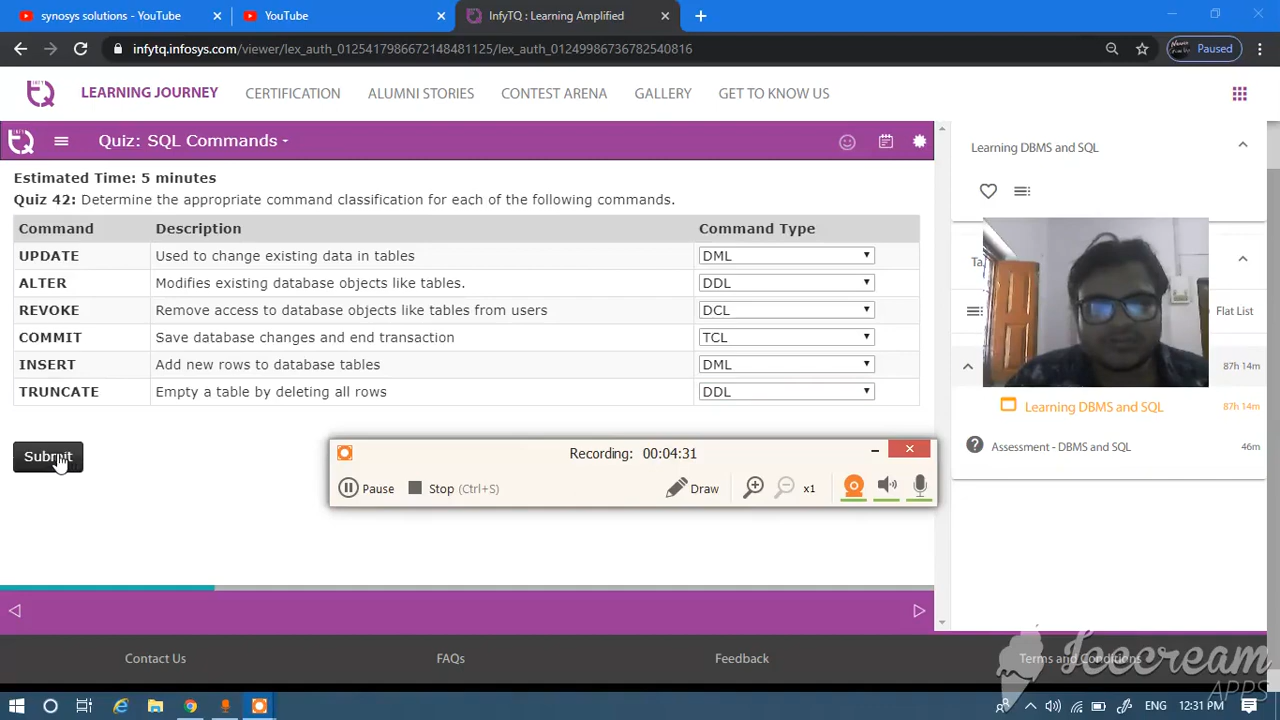 synosys solutions - YouTube
YouTube
InfyTQ : Learning Amplified
infytq.infosys.com/viewer/lex_auth_012541798667214848​1125/lex_auth_01249986736782540816
Paused
LEARNING JOURNEY
CERTIFICATION
ALUMNI STORIES
CONTEST ARENA
GALLERY
GET TO KNOW US
Quiz: SQL Commands
Learning DBMS and SQL
Estimated Time: 5 minutes
Quiz 42: Determine the appropriate command classification for each of the following commands.
Command Description Command Type
UPDATE Used to change existing data in tables DML
ALTER Modifies existing database objects like tables. DDL
REVOKE Remove access to database objects like tables from users DCL
COMMIT Save database changes and end transaction TCL
INSERT Add new rows to database tables DML
TRUNCATE Empty a table by deleting all rows DDL
Submit
Ta
Flat List
87h 14m
Learning DBMS and SQL 87h 14m
Assessment - DBMS and SQL 46m
Recording: 00:04:31
Pause Stop (Ctrl+S) Draw x1
Contact Us
FAQs
Feedback
Terms and Conditions
Icecream
APPS
ENG 12:31 PM